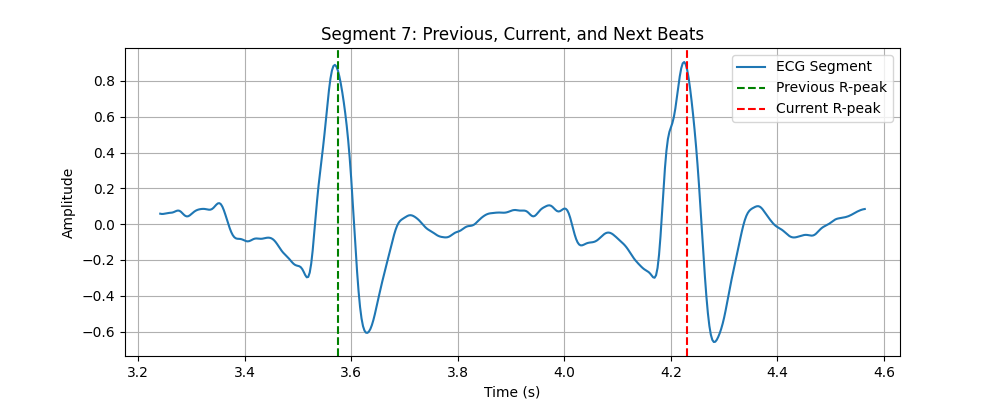 Segment 7: Previous, Current, and Next Beats
ECG Segment
Previous R-peak
Current R-peak
Amplitude
0.8
0.6
0.4
0.2
0.0
−0.2
−0.4
−0.6
3.2 3.4 3.6 3.8 4.0 4.2 4.4 4.6
Time (s)